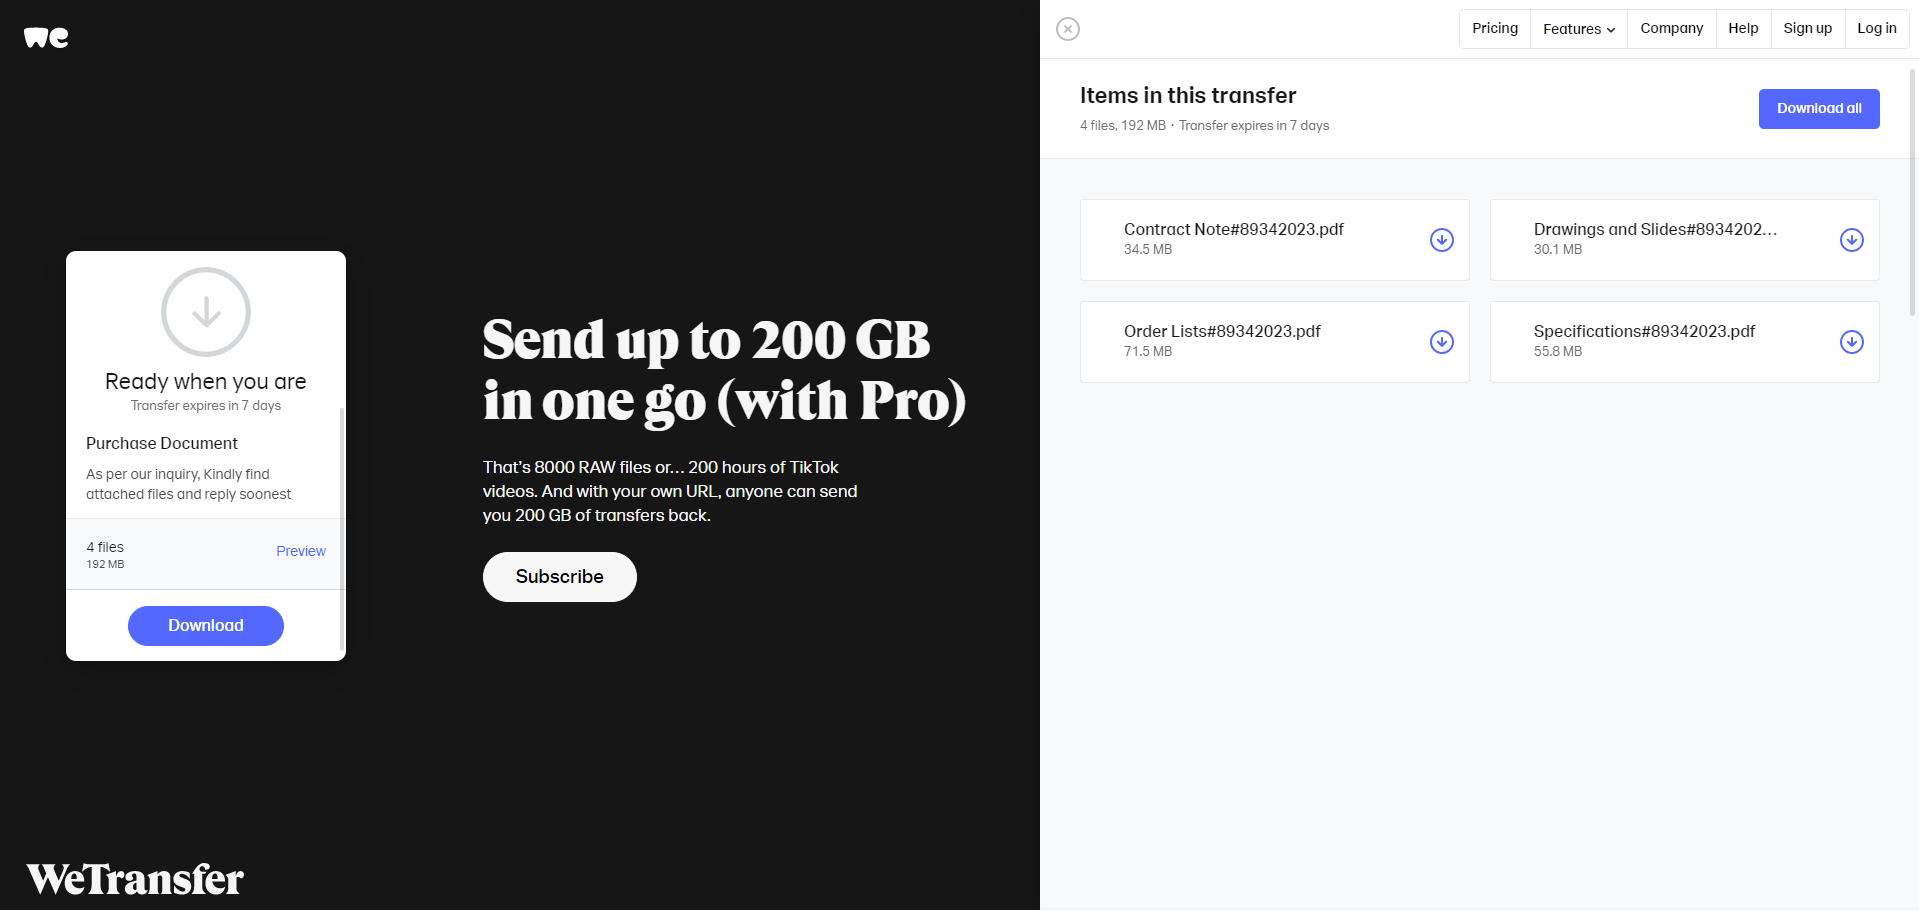 we
Ready when you are
Transfer expires in 7 days
Purchase Document
As per our inquiry, Kindly find
attached files and reply soonest
4 files
192 MB
Preview
Download
Send up to 200 GB
in one go (with Pro)
That's 8000 RAW files or... 200 hours of TikTok
videos. And with your own URL, anyone can send
you 200 GB of transfers back.
Subscribe
WeTransfer
Pricing Features Company Help Sign up Log in
Items in this transfer
4 files, 192 MB · Transfer expires in 7 days
Download all
Contract Note#89342023.pdf
34.5 MB
Drawings and Slides#8934202...
30.1 MB
Order Lists#89342023.pdf
71.5 MB
Specifications#89342023.pdf
55.8 MB